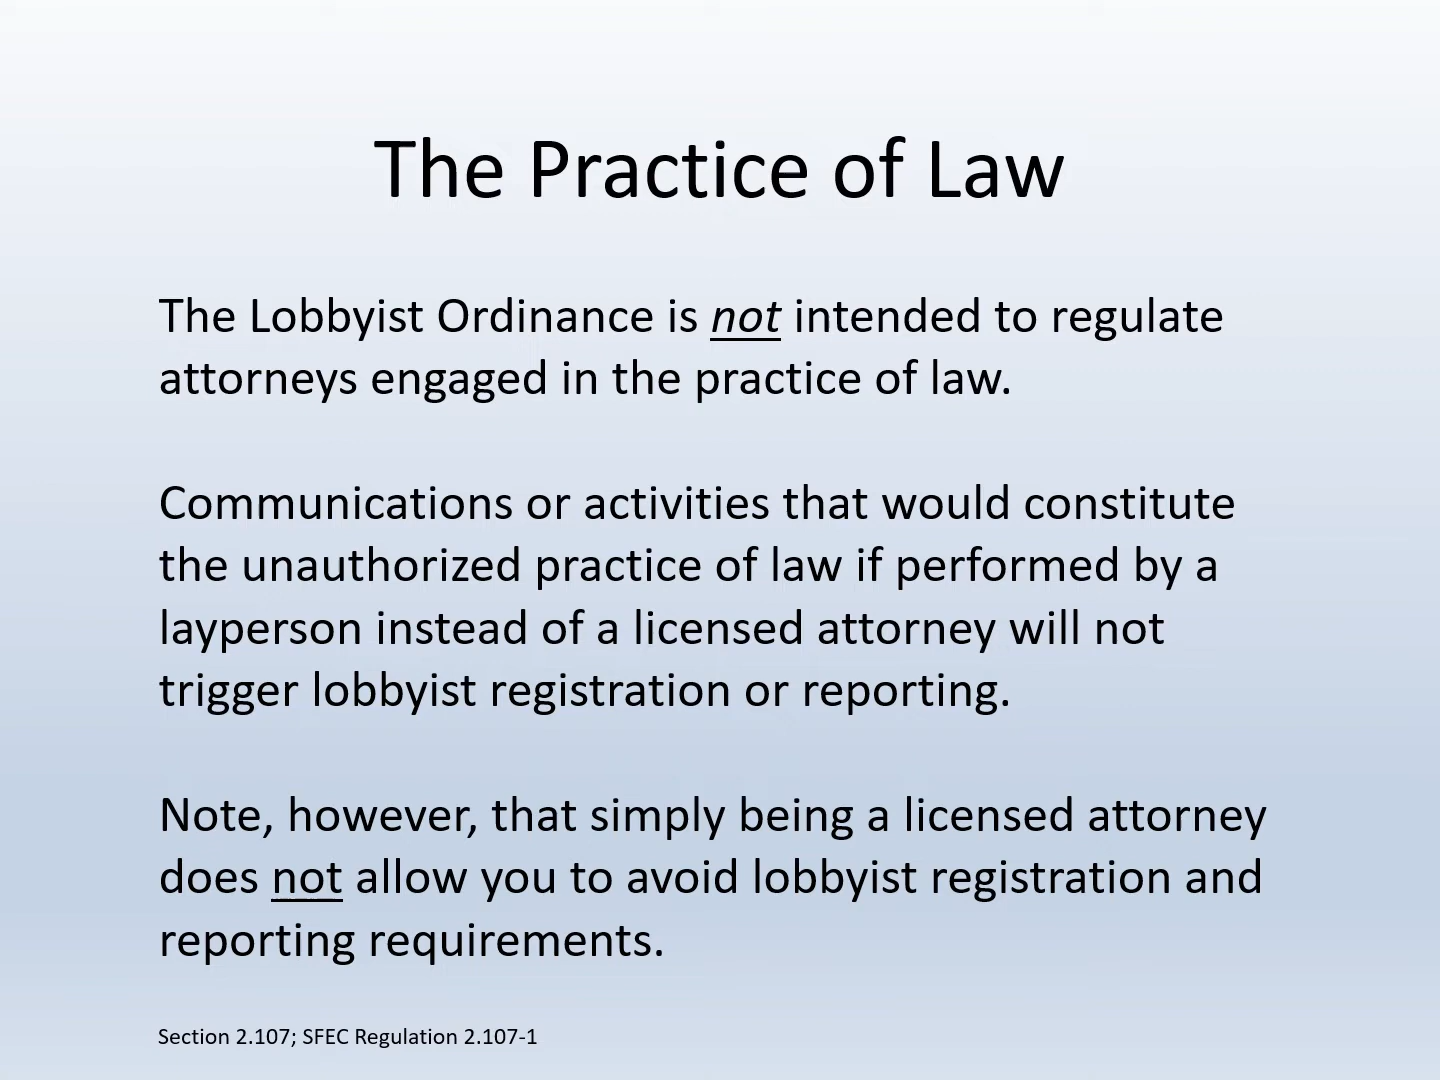 The Practice of Law
The Lobbyist Ordinance is not intended to regulate
attorneys engaged in the practice of law.
Communications or activities that would constitute
the unauthorized practice of law if performed by a
layperson instead of a licensed attorney will not
trigger lobbyist registration or reporting.
Note, however, that simply being a licensed attorney
does not allow you to avoid lobbyist registration and
reporting requirements.
Section 2.107; SFEC Regulation 2.107-1